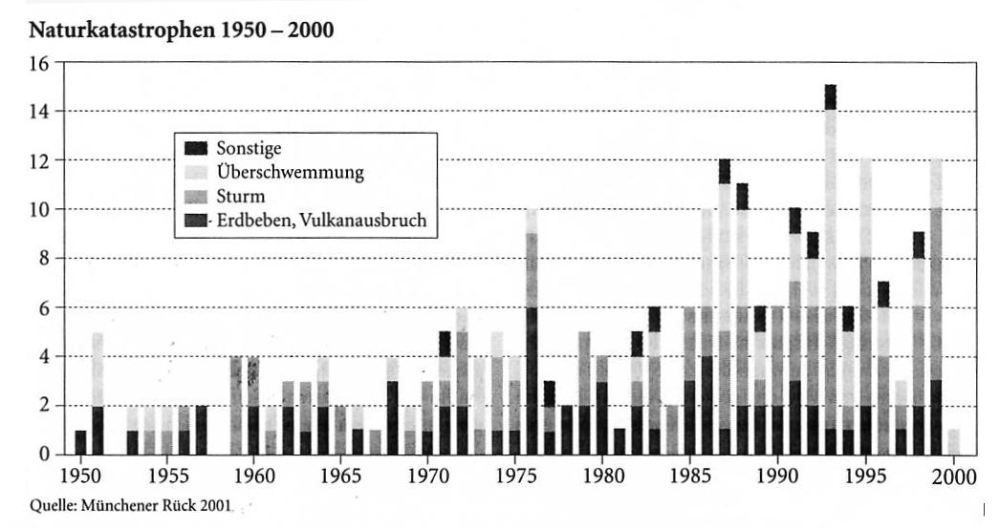 Naturkatastrophen 1950 – 2000
16
14
12
10
8
6
4
2
0
Sonstige
Überschwemmung
Sturm
Erdbeben, Vulkanausbruch
1950 1955 1960 1965 1970 1975 1980 1985 1990 1995 2000
Quelle: Münchener Rück 2001